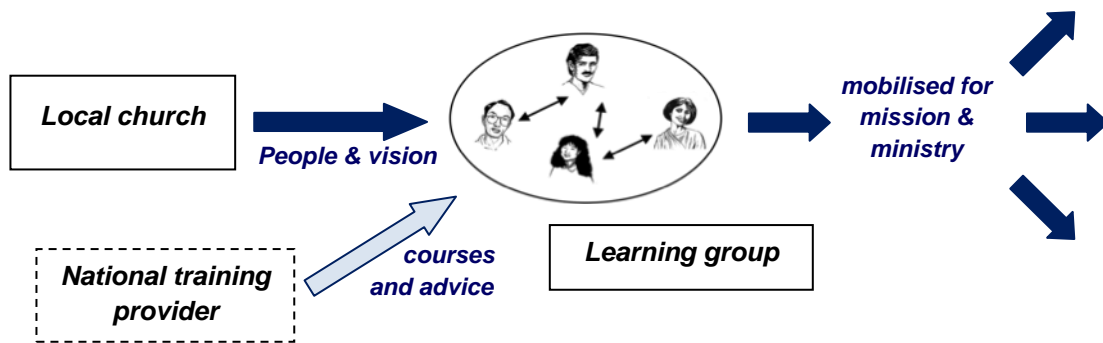 Local church
People & vision
mobilised for
mission &
ministry
National training
provider
courses
and advice
Learning group